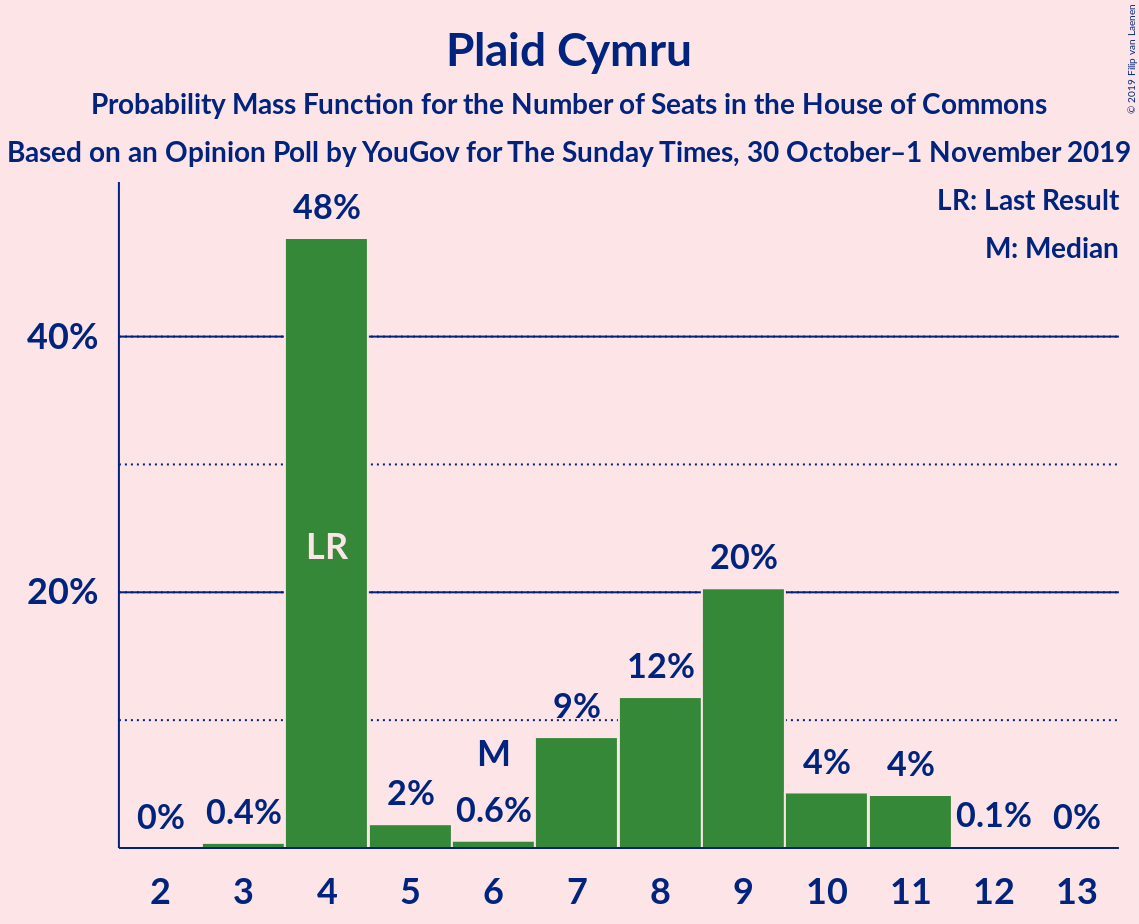 Plaid Cymru
Probability Mass Function for the Number of Seats in the House of Commons
Based on an Opinion Poll by YouGov for The Sunday Times, 30 October–1 November 2019
© 2019 Filip van Laenen
LR: Last Result
M: Median
48%
40%
LR
20%
20%
12%
9%
M
4%
4%
2%
0%
0.4%
0.6%
0.1%
0%
2 3 4 5 6 7 8 9 10 11 12 13